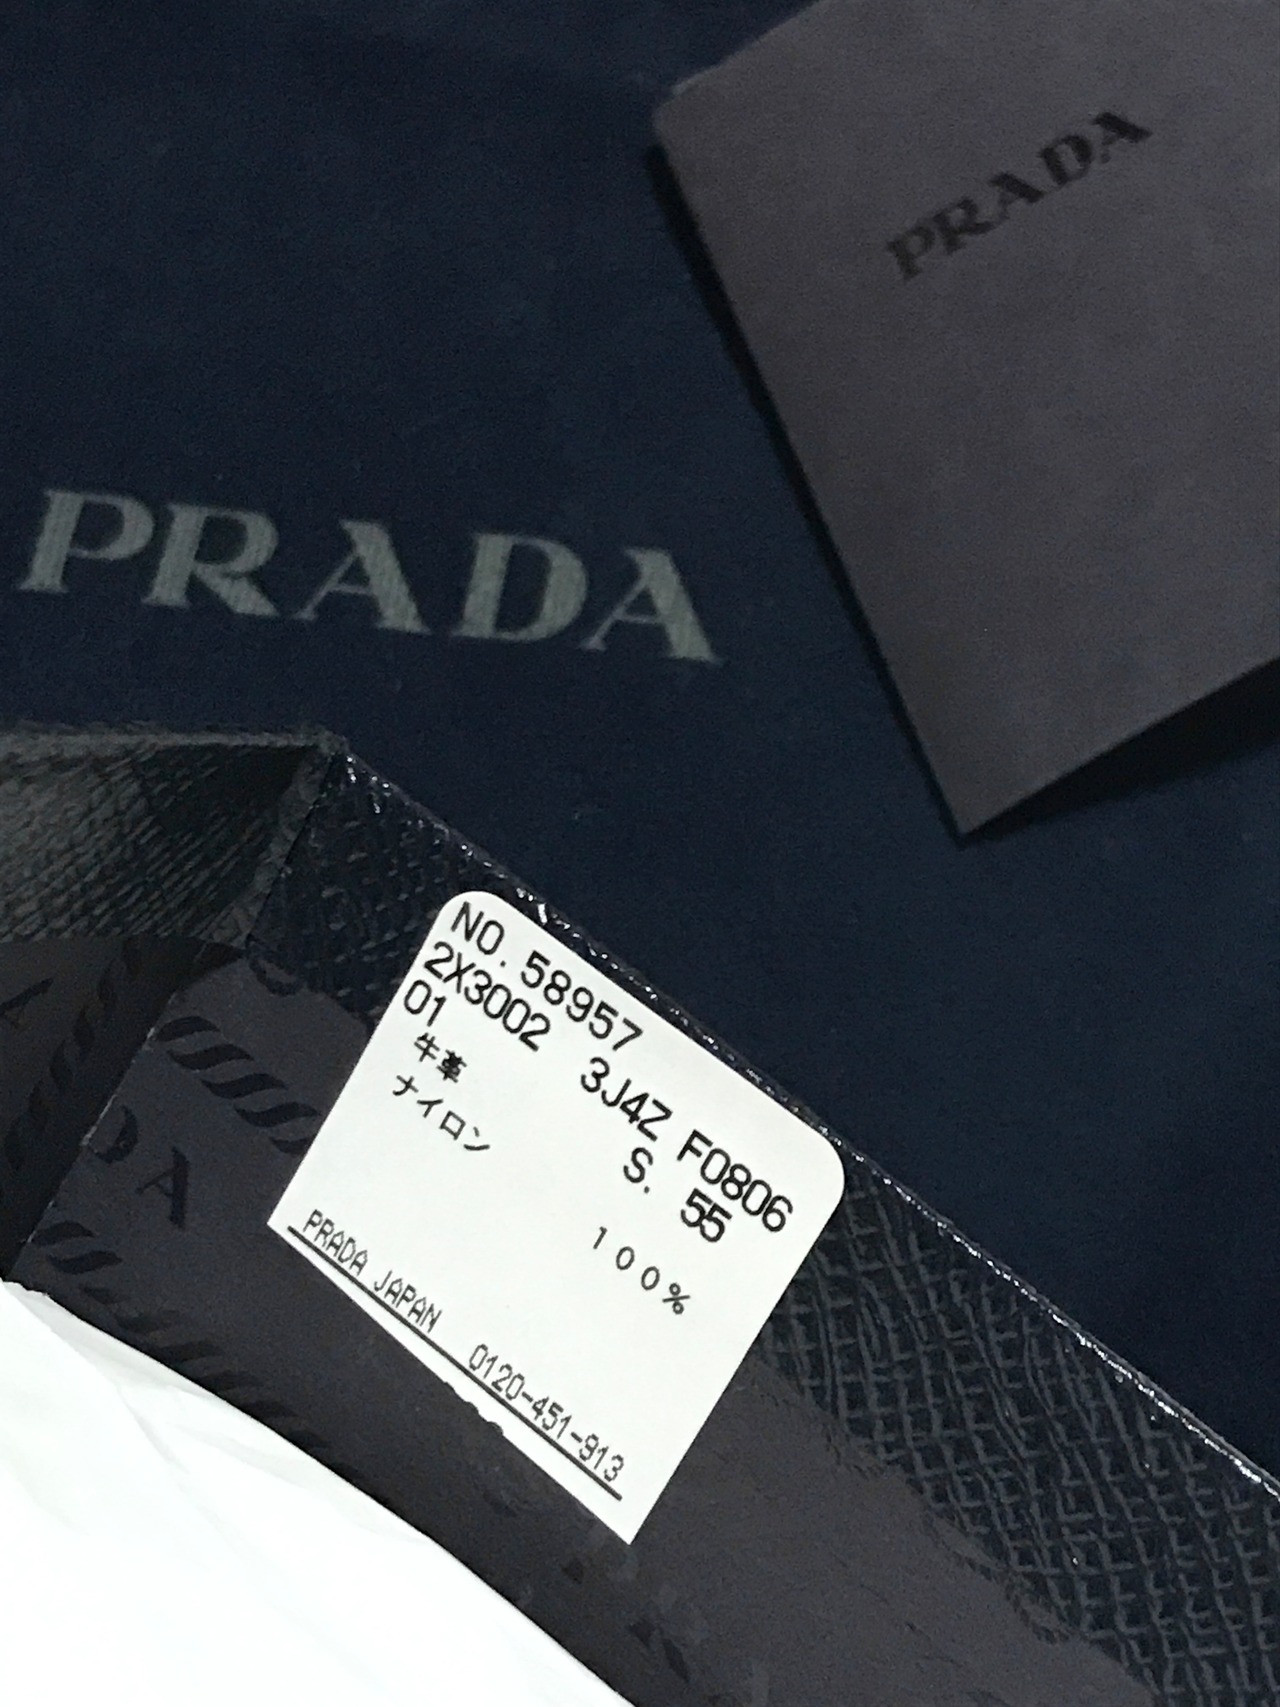 PRADA
PRADA
NO. 58957
2X3002 3J4Z F0806
01 S. 55
牛革
ナイロン 100%
PRADA JAPAN 0120-451-913
DA